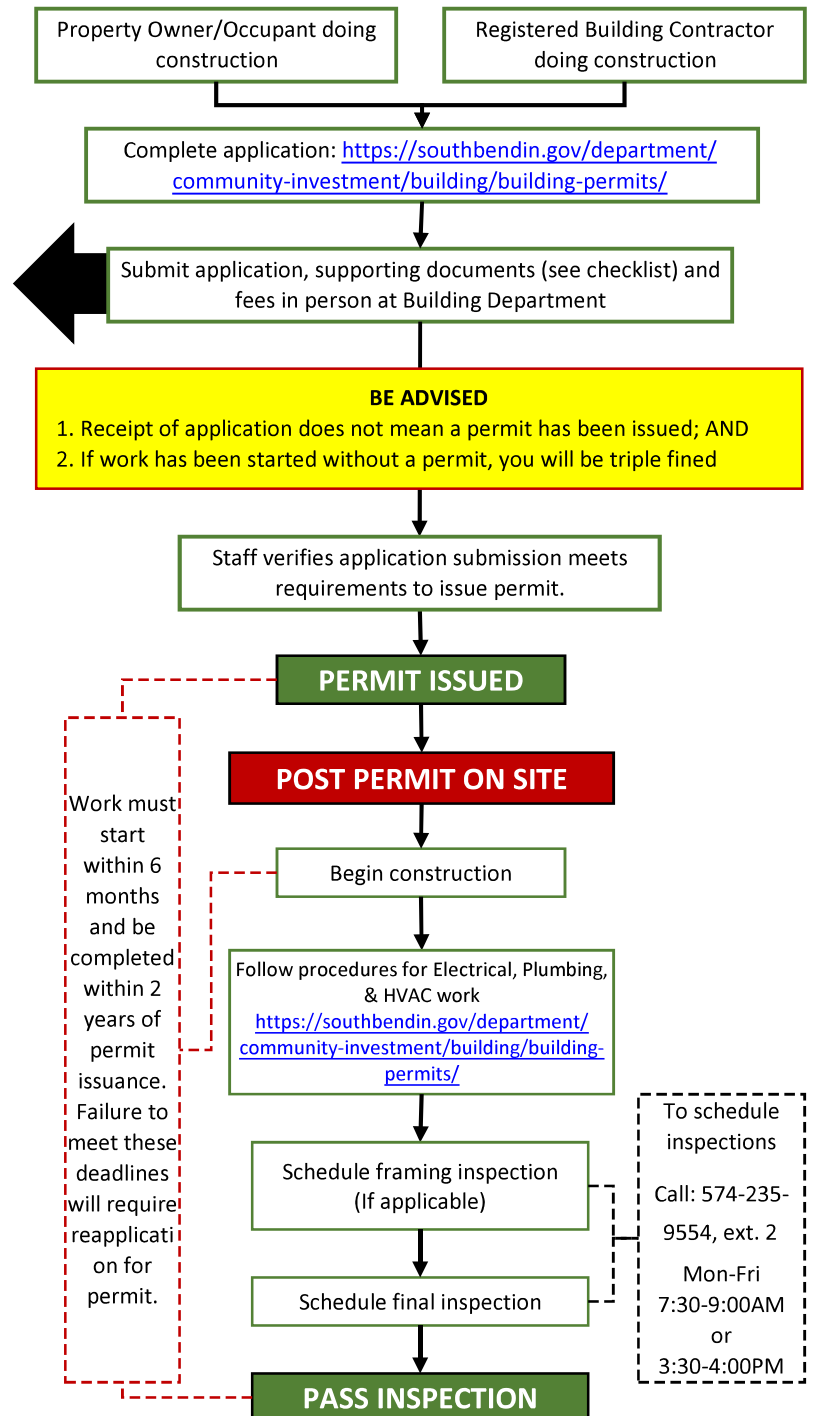 Property Owner/Occupant doing
construction
Registered Building Contractor
doing construction
Complete application: https://southbendin.gov/department/
community-investment/building/building-permits/
Submit application, supporting documents (see checklist) and
fees in person at Building Department
BE ADVISED
1. Receipt of application does not mean a permit has been issued; AND
2. If work has been started without a permit, you will be triple fined
Staff verifies application submission meets
requirements to issue permit.
PERMIT ISSUED
POST PERMIT ON SITE
Work must
start
within 6
months
and be
completed
within 2
years of
permit
issuance.
Failure to
meet these
deadlines
will require
reapplicati
on for
permit.
Begin construction
Follow procedures for Electrical, Plumbing,
& HVAC work
https://southbendin.gov/department/
community-investment/building/building-
permits/
Schedule framing inspection
(If applicable)
To schedule
inspections
Call: 574-235-
9554, ext. 2
Mon-Fri
7:30-9:00AM
or
3:30-4:00PM
Schedule final inspection
PASS INSPECTION